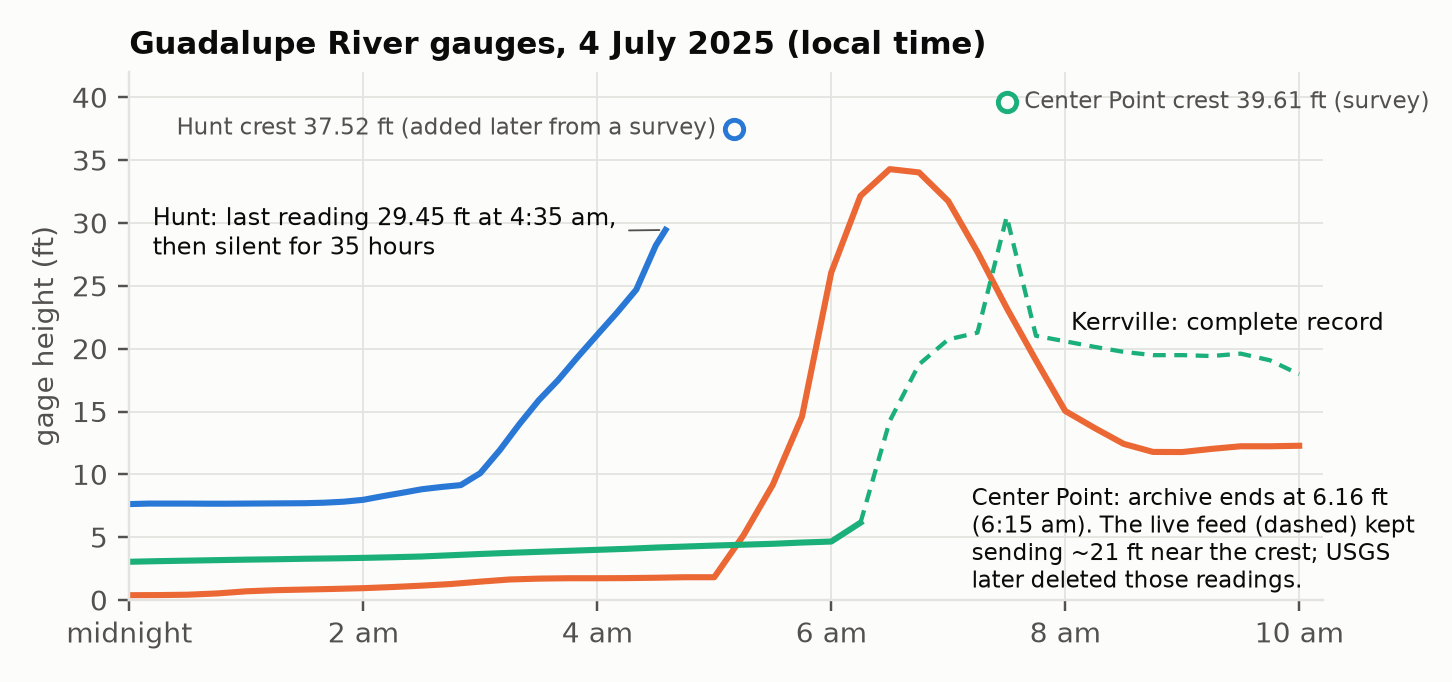 Guadalupe River gauges, 4 July 2025 (local time)
40
Center Point crest 39.61 ft (survey)
Hunt crest 37.52 ft (added later from a survey)
35
Hunt: last reading 29.45 ft at 4:35 am,
then silent for 35 hours
30
25
Kerrville: complete record
20
15
10
5
0
gage height (ft)
Center Point: archive ends at 6.16 ft
(6:15 am). The live feed (dashed) kept
sending ~21 ft near the crest; USGS
later deleted those readings.
midnight
2 am
4 am
6 am
8 am
10 am